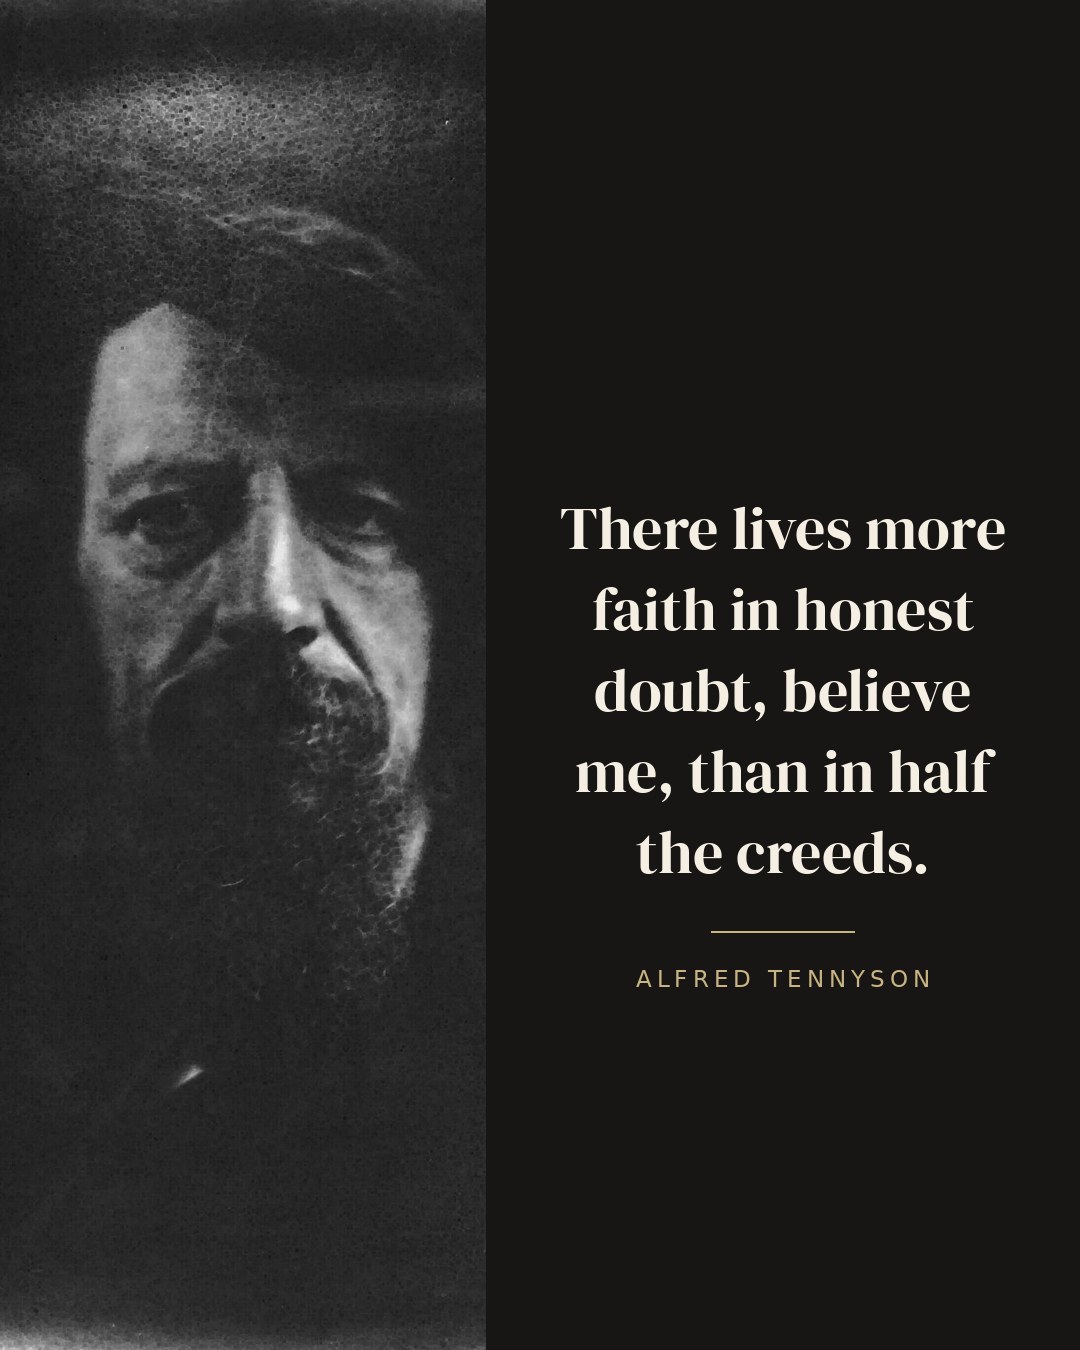 There lives more
faith in honest
doubt, believe
me, than in half
the creeds.
ALFRED TENNYSON